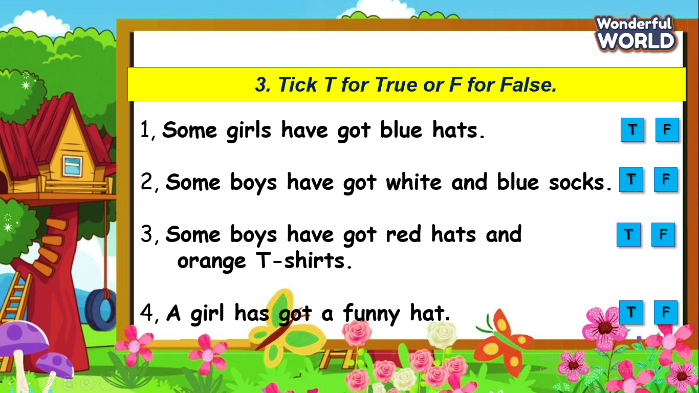 Wonderful
WORLD
3. Tick T for True or F for False.
1, Some girls have got blue hats. T F
2, Some boys have got white and blue socks. T F
3, Some boys have got red hats and T F
orange T-shirts.
4, A girl has got a funny hat. T F